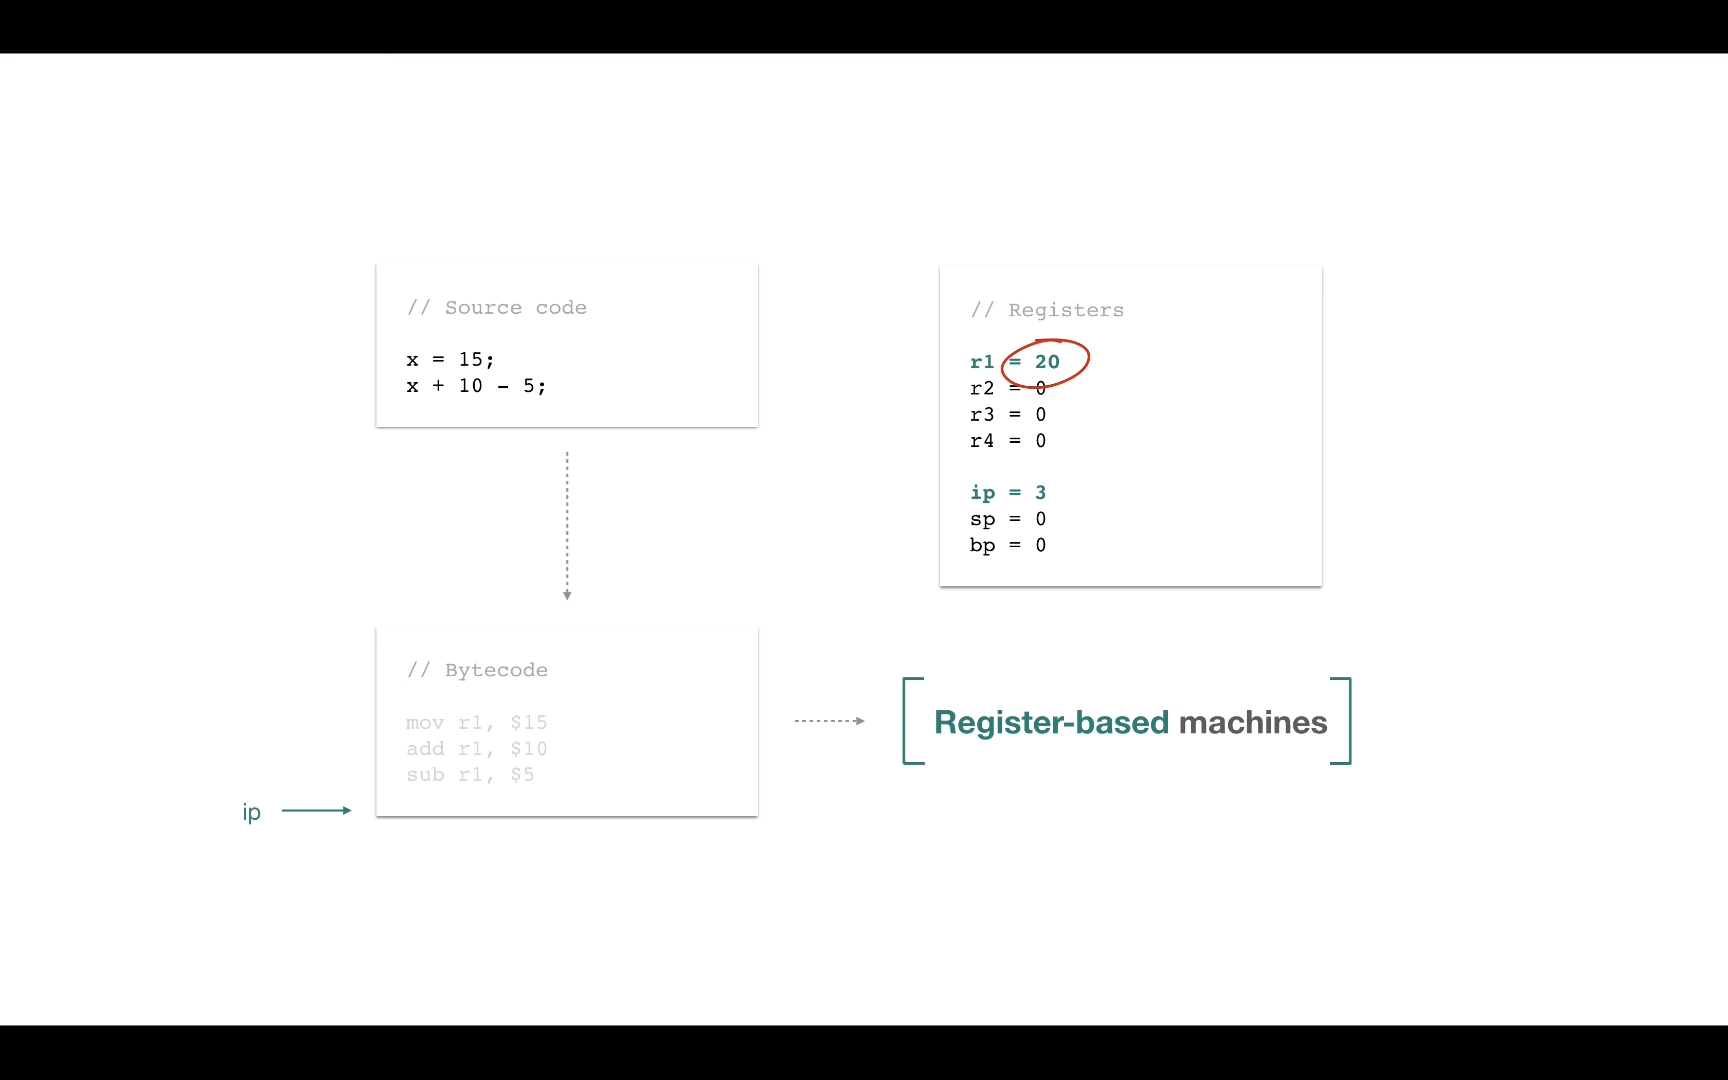 // Source code
x = 15;
x + 10 - 5;
// Registers
r1 = 20
r2 = 0
r3 = 0
r4 = 0
ip = 3
sp = 0
bp = 0
// Bytecode
mov r1, $15
add r1, $10
sub r1, $5
ip
Register-based machines